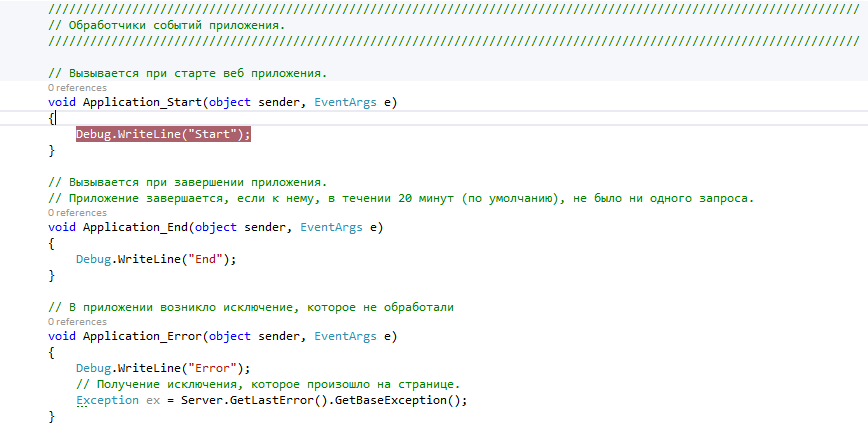 ////////////////////////////////////////////////////////////////////////////////////////////////////////////////////
// Обработчики событий приложения.
////////////////////////////////////////////////////////////////////////////////////////////////////////////////////
// Вызывается при старте веб приложения.
0 references
void Application_Start(object sender, EventArgs e)
{
Debug.WriteLine("Start");
}
// Вызывается при завершении приложения.
// Приложение завершается, если к нему, в течении 20 минут (по умолчанию), не было ни одного запроса.
0 references
void Application_End(object sender, EventArgs e)
{
Debug.WriteLine("End");
}
// В приложении возникло исключение, которое не обработали
0 references
void Application_Error(object sender, EventArgs e)
{
Debug.WriteLine("Error");
// Получение исключения, которое произошло на странице.
Exception ex = Server.GetLastError().GetBaseException();
}